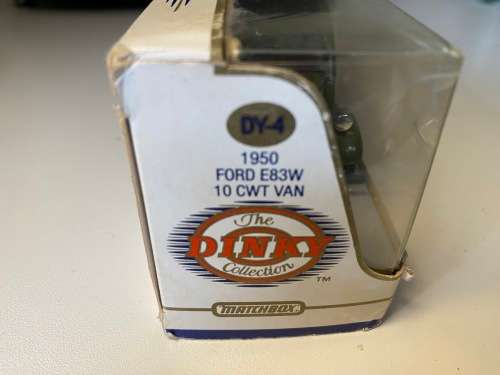 DY-4
1950
FORD E83W
10 CWT VAN
The
DINKY
Collection
TM
MATCHBOX